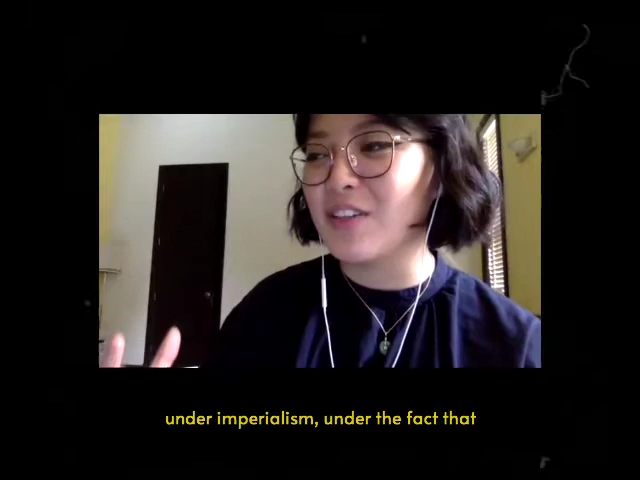 under imperialism, under the fact that